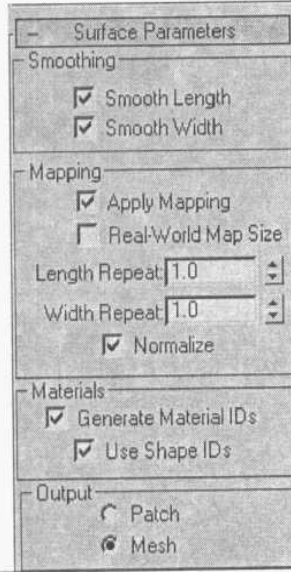 – Surface Parameters
Smoothing
Smooth Length
Smooth Width
Mapping
Apply Mapping
Real-World Map Size
Length Repeat: 1.0
Width Repeat: 1.0
Normalize
Materials
Generate Material IDs
Use Shape IDs
Output
Patch
Mesh